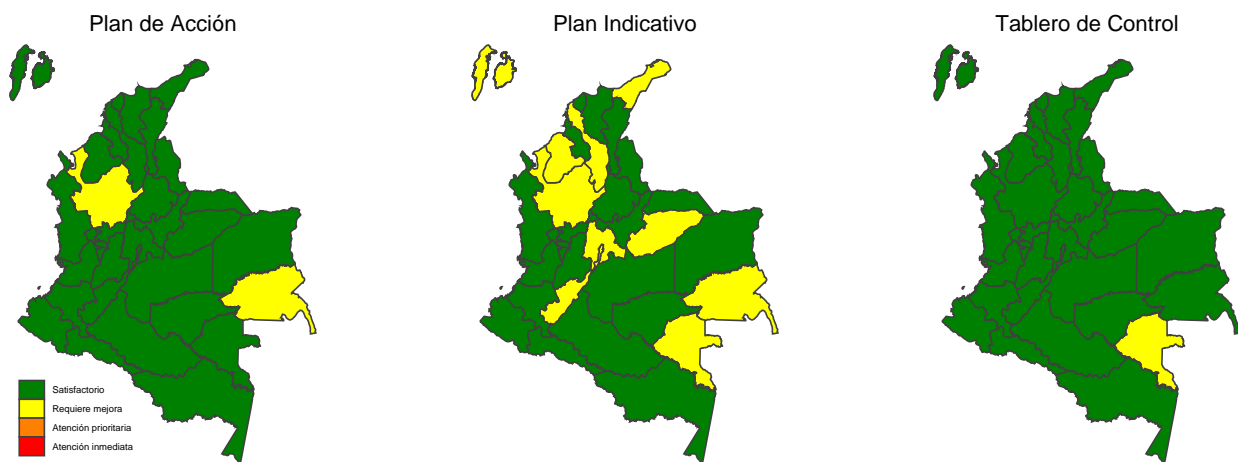 Plan de Acción
Plan Indicativo
Tablero de Control
Satisfactorio
Requiere mejora
Atención prioritaria
Atención inmediata